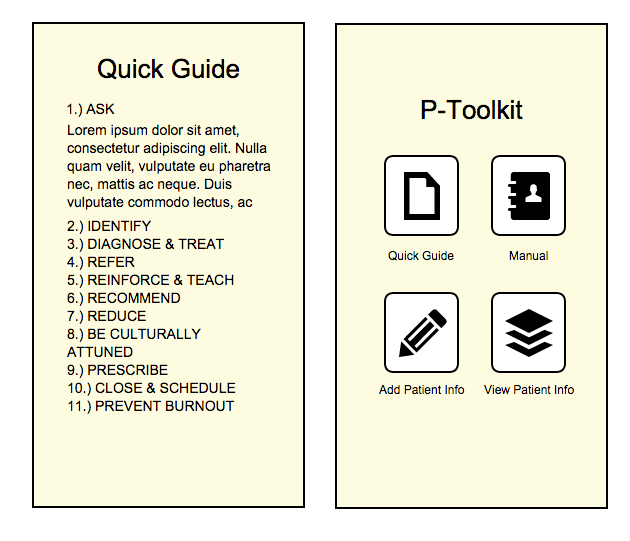 Quick Guide
1.) ASK
Lorem ipsum dolor sit amet,
consectetur adipiscing elit. Nulla
quam velit, vulputate eu pharetra
nec, mattis ac neque. Duis
vulputate commodo lectus, ac
2.) IDENTIFY
3.) DIAGNOSE & TREAT
4.) REFER
5.) REINFORCE & TEACH
6.) RECOMMEND
7.) REDUCE
8.) BE CULTURALLY
ATTUNED
9.) PRESCRIBE
10.) CLOSE & SCHEDULE
11.) PREVENT BURNOUT
P-Toolkit
Quick Guide
Manual
Add Patient Info
View Patient Info